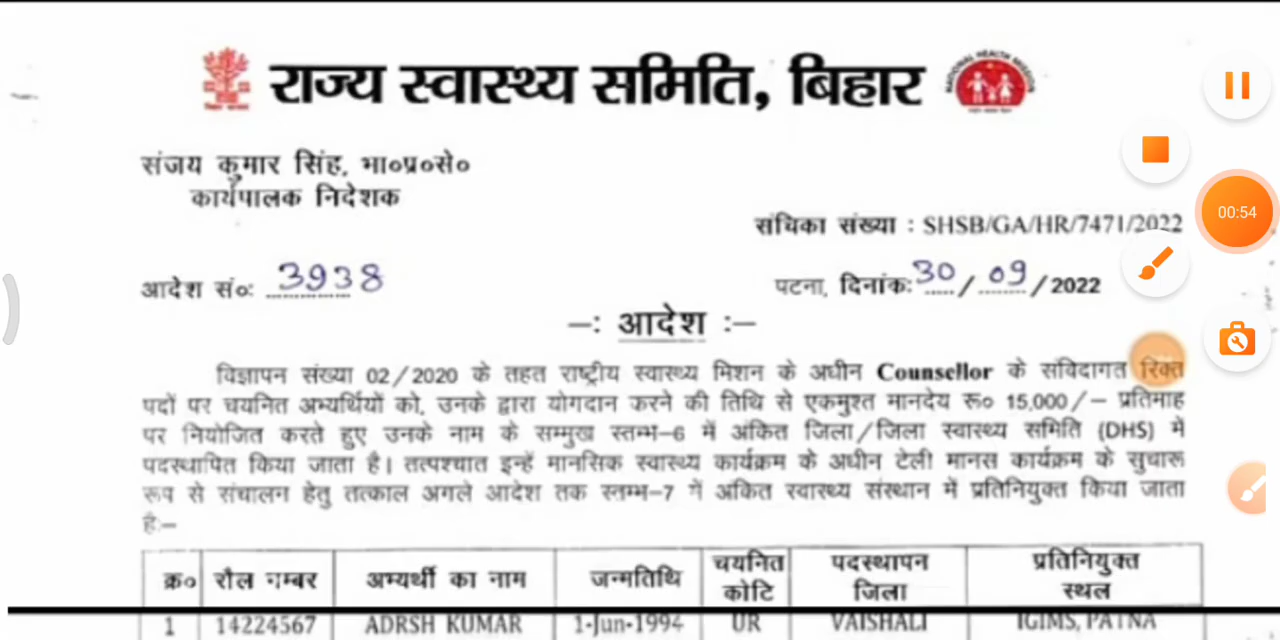 राज्य स्वास्थ्य समिति, बिहार
संजय कुमार सिंह, भा०प्र०से०
कार्यपालक निदेशक
संचिका संख्या : SHSB/GA/HR/7471/2022
आदेश सं०: 3938
पटना, दिनांक: 30 / 09 / 2022
–: आदेश :–
विज्ञापन संख्या 02/2020 के तहत राष्ट्रीय स्वास्थ्य मिशन के अधीन Counsellor के संविदागत रिक्त
पदों पर चयनित अभ्यर्थियों को, उनके द्वारा योगदान करने की तिथि से एकमुश्त मानदेय रू० 15,000/– प्रतिमाह
पर नियोजित करते हुए उनके नाम के सम्मुख स्तम्भ-6 में अंकित जिला/जिला स्वास्थ्य समिति (DHS) में
पदस्थापित किया जाता है। तत्पश्चात इन्हें मानसिक स्वास्थ्य कार्यक्रम के अधीन टेली मानस कार्यक्रम के सुचारू
रूप से संचालन हेतु तत्काल अगले आदेश तक स्तम्भ-7 में अंकित स्वास्थ्य संस्थान में प्रतिनियुक्त किया जाता
है:–
क्र० रौल नम्बर अभ्यर्थी का नाम जन्मतिथि चयनित कोटि पदस्थापन जिला प्रतिनियुक्त स्थल
1 14224567 ADRSH KUMAR 1-Jun-1994 UR VAISHALI IGIMS, PATNA
00:54